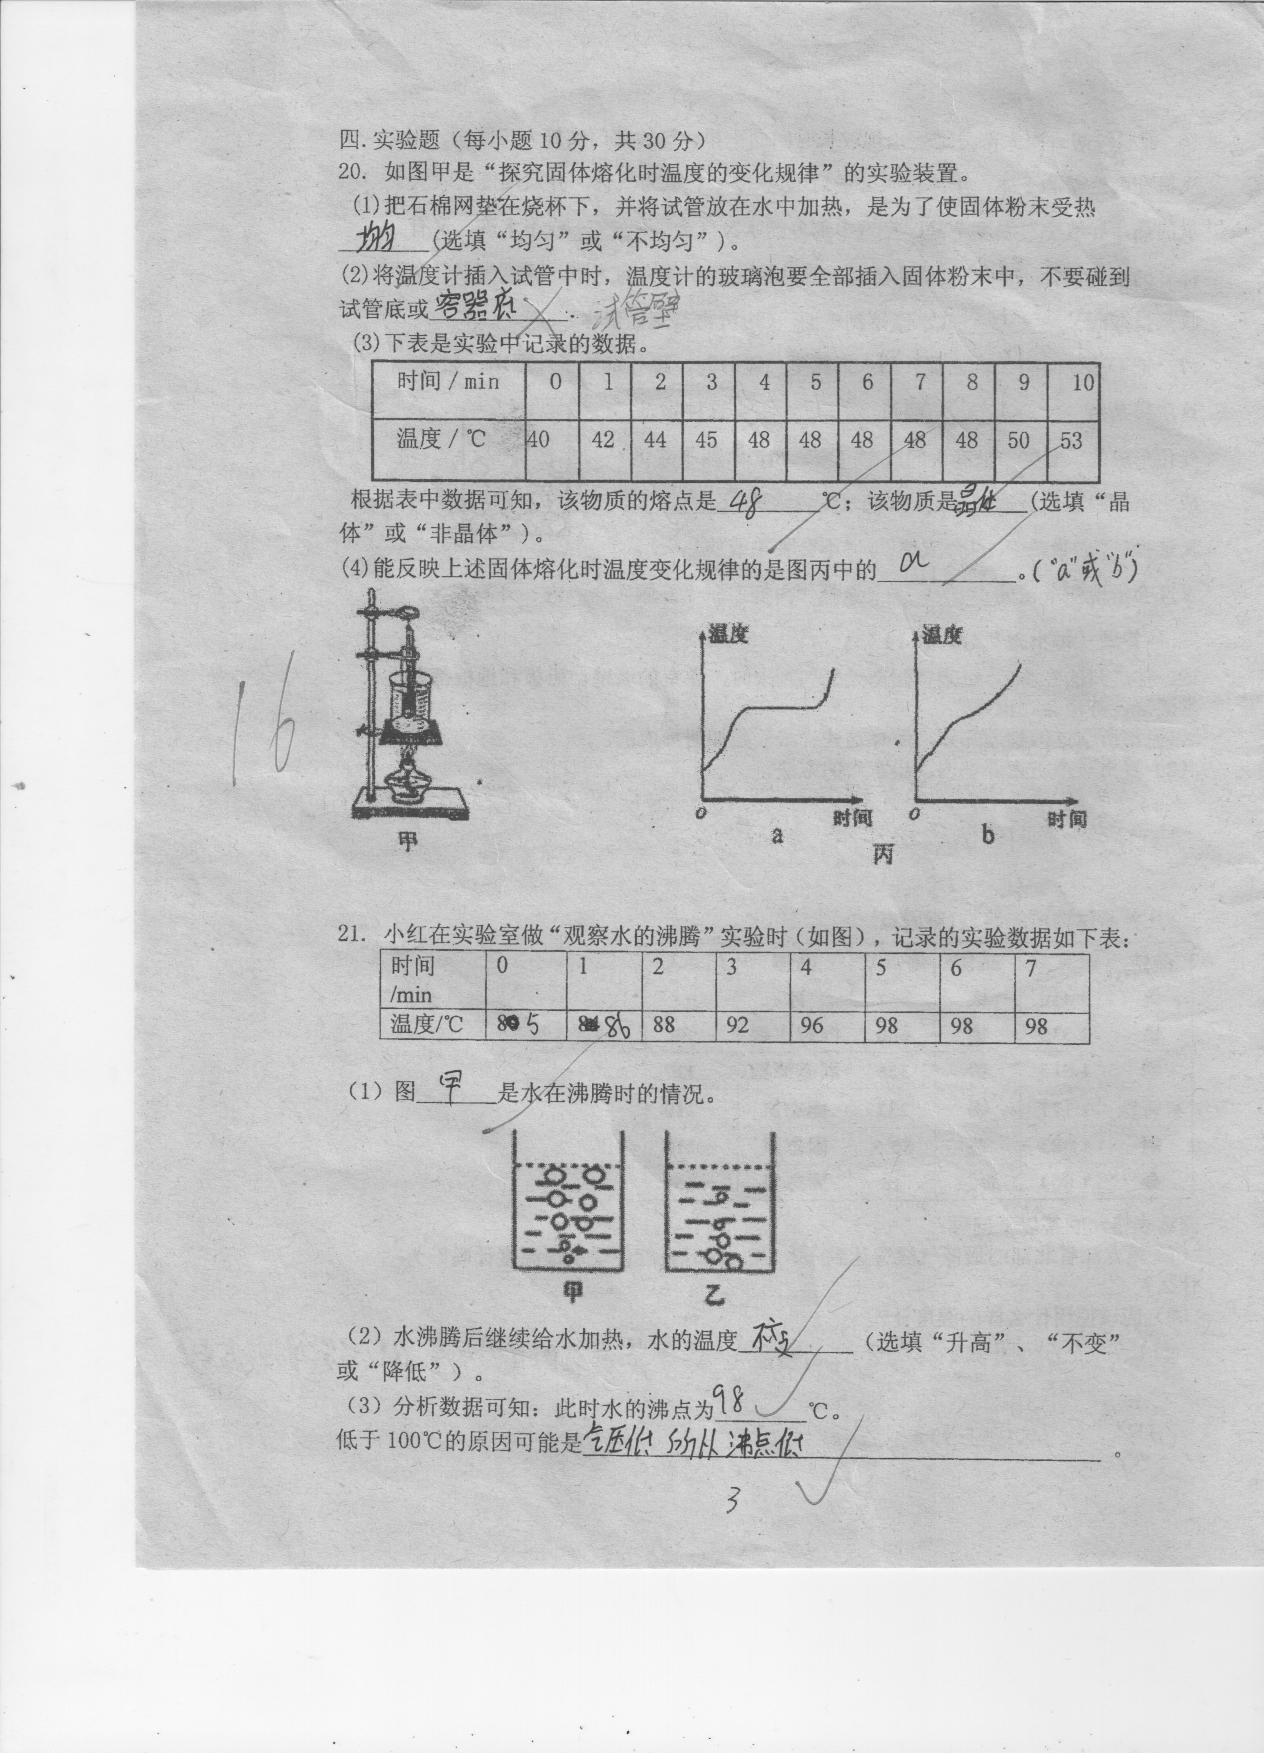 四.实验题（每小题10分，共30分）
20. 如图甲是“探究固体熔化时温度的变化规律”的实验装置。
(1)把石棉网垫在烧杯下，并将试管放在水中加热，是为了使固体粉末受热
均匀 (选填“均匀”或“不均匀”)。
(2)将温度计插入试管中时，温度计的玻璃泡要全部插入固体粉末中，不要碰到
试管底或 容器底 . 试管壁
(3)下表是实验中记录的数据。
时间/min 0 1 2 3 4 5 6 7 8 9 10
温度/℃ 40 42 44 45 48 48 48 48 48 50 53
根据表中数据可知，该物质的熔点是 48 ℃；该物质是 晶体 (选填“晶
体”或“非晶体”)。
(4)能反映上述固体熔化时温度变化规律的是图丙中的 a 。(“a”或“b”)
16
甲
温度
0
时间
a
温度
0
时间
b
丙
21. 小红在实验室做“观察水的沸腾”实验时（如图），记录的实验数据如下表：
时间 0 1 2 3 4 5 6 7
/min
温度/℃ 85 86 88 92 96 98 98 98
（1）图 甲 是水在沸腾时的情况。
甲 乙
（2）水沸腾后继续给水加热，水的温度 不变 （选填“升高”、“不变”
或“降低”）。
（3）分析数据可知：此时水的沸点为 98 ℃。
低于100℃的原因可能是 气压低 所以 沸点低 。
3